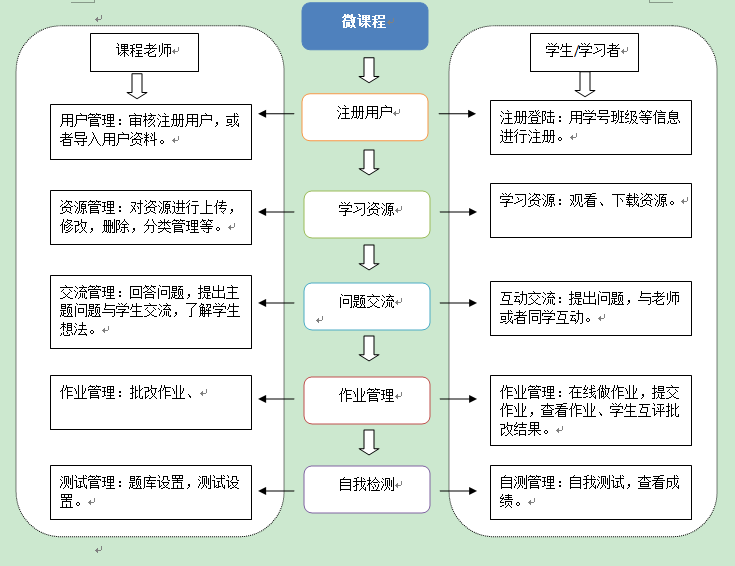 微课程
课程老师
学生/学习者
用户管理：审核注册用户，或
者导入用户资料。
注册用户
注册登陆：用学号班级等信息
进行注册。
资源管理：对资源进行上传，
修改，删除，分类管理等。
学习资源
学习资源：观看、下载资源。
交流管理：回答问题，提出主
题问题与学生交流，了解学生
想法。
问题交流
互动交流：提出问题，与老师
或者同学互动。
作业管理：批改作业、
作业管理
作业管理：在线做作业，提交
作业，查看作业、学生互评批
改结果。
测试管理：题库设置，测试设
置。
自我检测
自测管理：自我测试，查看成
绩。